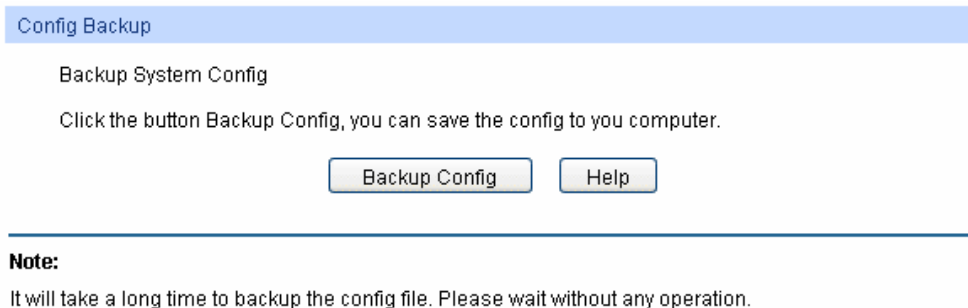 Config Backup
Backup System Config
Click the button Backup Config, you can save the config to you computer.
Backup Config Help
Note:
It will take a long time to backup the config file. Please wait without any operation.